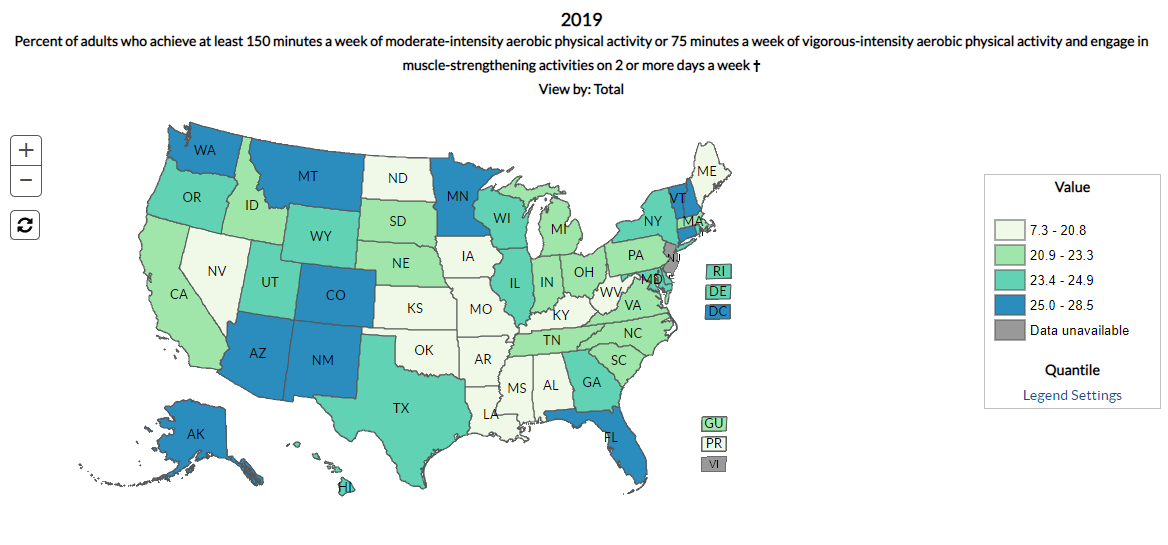 2019
Percent of adults who achieve at least 150 minutes a week of moderate-intensity aerobic physical activity or 75 minutes a week of vigorous-intensity aerobic physical activity and engage in
muscle-strengthening activities on 2 or more days a week †
View by: Total
+
−
WA
MT
ND
MN
ME
VT
OR
ID
SD
WI
MI
NY
MA
WY
NE
IA
PA
NJ
NV
UT
CO
IL
IN
OH
MD
CA
KS
MO
WV
VA
KY
AZ
NM
OK
AR
TN
NC
SC
TX
MS
AL
GA
LA
FL
AK
HI
RI
DE
DC
GU
PR
VI
Value
7.3 - 20.8
20.9 - 23.3
23.4 - 24.9
25.0 - 28.5
Data unavailable
Quantile
Legend Settings